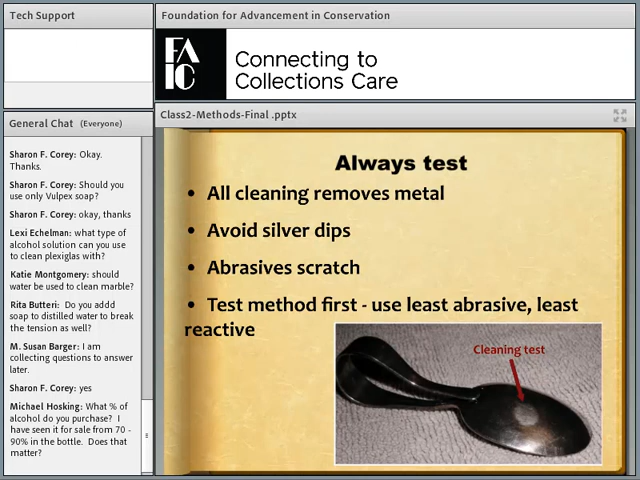 Tech Support
Foundation for Advancement in Conservation
FA
IC
Connecting to
Collections Care
General Chat (Everyone)
Sharon F. Corey: Okay.
Thanks.
Sharon F. Corey: Should you
use only Vulpex soap?
Sharon F. Corey: okay, thanks
Lexi Echelman: what type of
alcohol solution can you use
to clean plexiglas with?
Katie Montgomery: should
water be used to clean marble?
Rita Butteri: Do you addd
soap to distilled water to break
the tension as well?
M. Susan Barger: I am
collecting questions to answer
later.
Sharon F. Corey: yes
Michael Hosking: What % of
alcohol do you purchase? I
have seen it for sale from 70 -
90% in the bottle. Does that
matter?
Class2-Methods-Final .pptx
Always test
• All cleaning removes metal
• Avoid silver dips
• Abrasives scratch
• Test method first - use least abrasive, least
reactive
Cleaning test